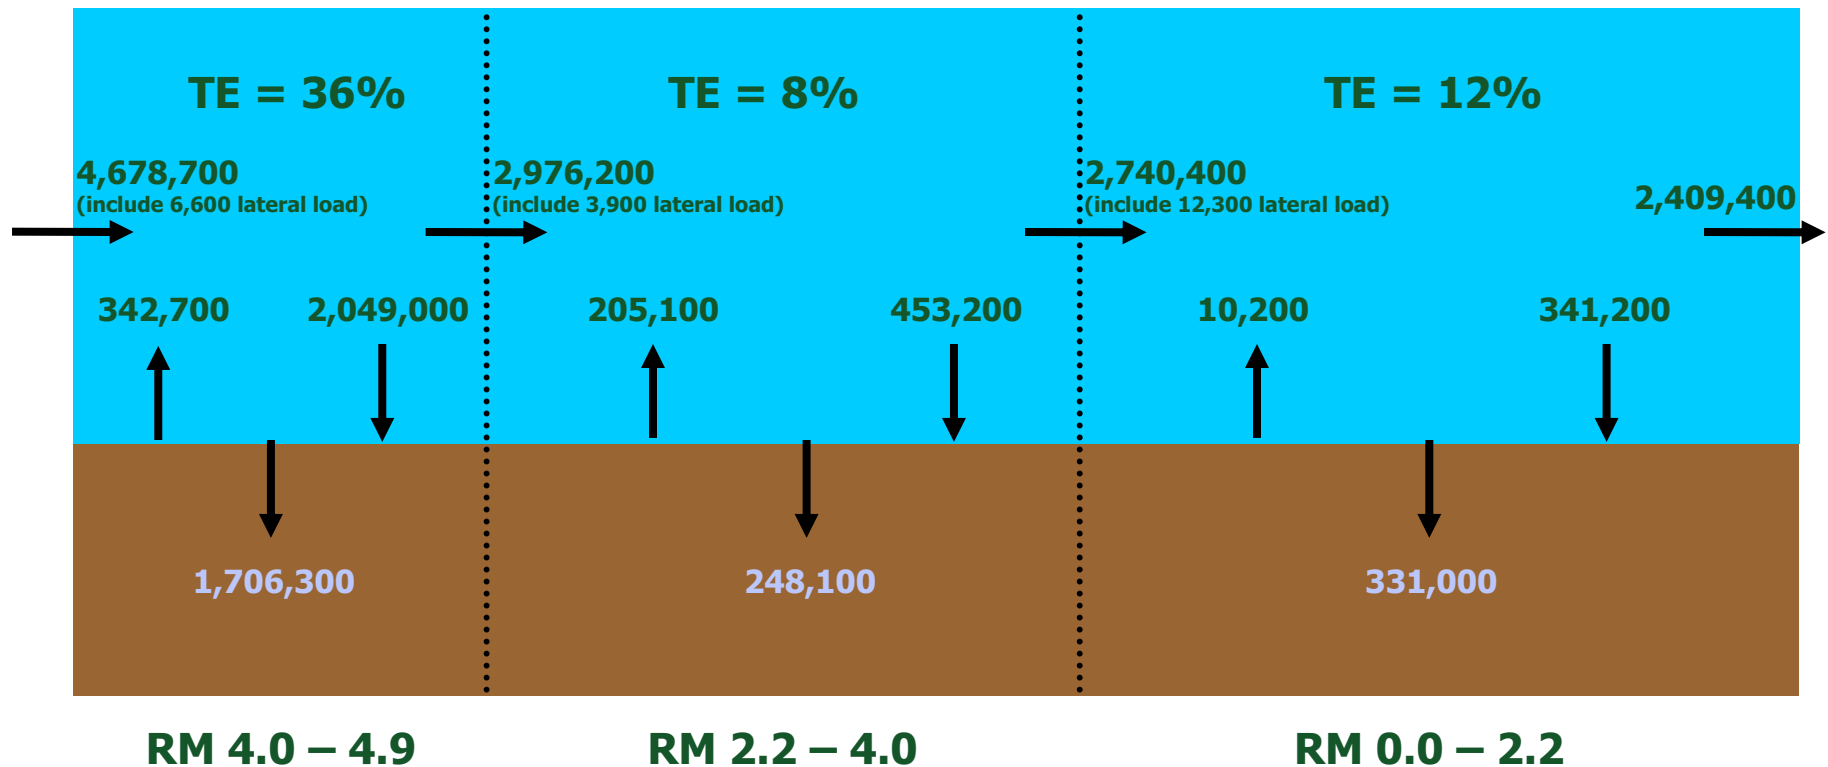 TE = 36%
TE = 8%
TE = 12%
4,678,700
(include 6,600 lateral load)
2,976,200
(include 3,900 lateral load)
2,740,400
(include 12,300 lateral load)
2,409,400
342,700
2,049,000
205,100
453,200
10,200
341,200
1,706,300
248,100
331,000
RM 4.0 – 4.9
RM 2.2 – 4.0
RM 0.0 – 2.2